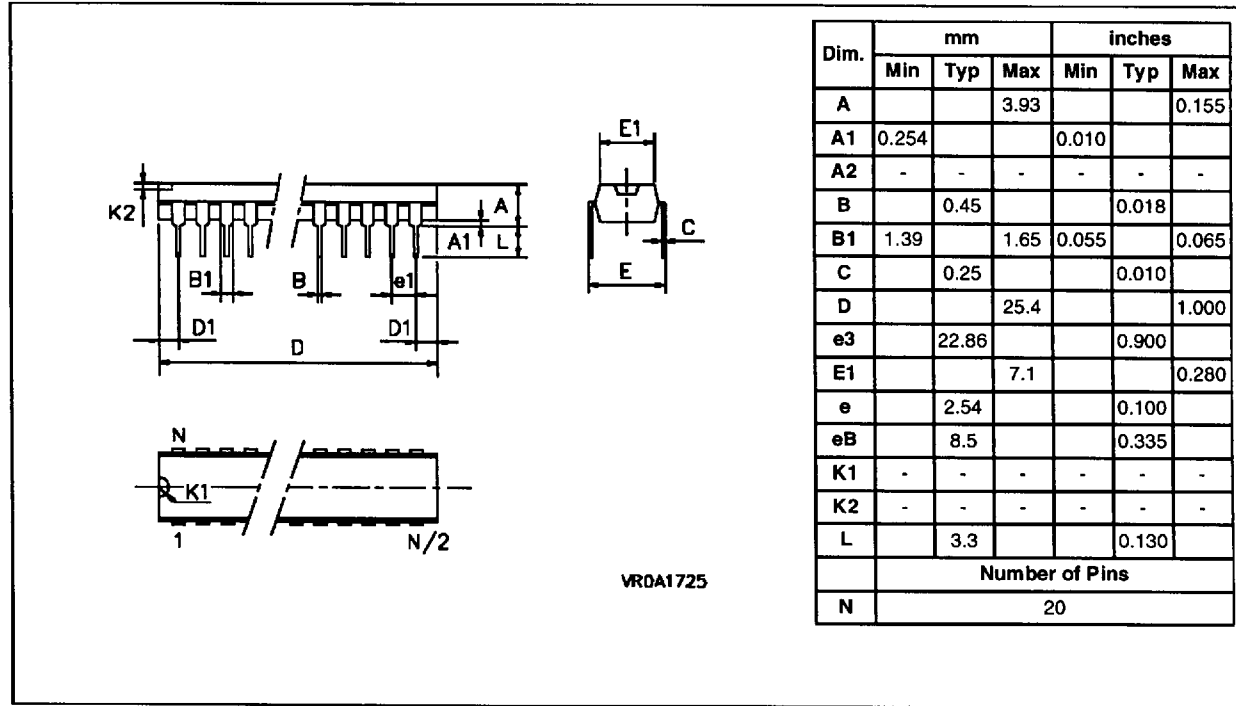 E1
K2
A
A1
L
C
B1
B
e1
E
D1
D1
D
N
K1
1
N/2
VR0A1725
Dim. mm inches
Min Typ Max Min Typ Max
A 3.93 0.155
A1 0.254 0.010
A2 - - - - - -
B 0.45 0.018
B1 1.39 1.65 0.055 0.065
C 0.25 0.010
D 25.4 1.000
e3 22.86 0.900
E1 7.1 0.280
e 2.54 0.100
eB 8.5 0.335
K1 - - - - - -
K2 - - - - - -
L 3.3 0.130
Number of Pins
N 20